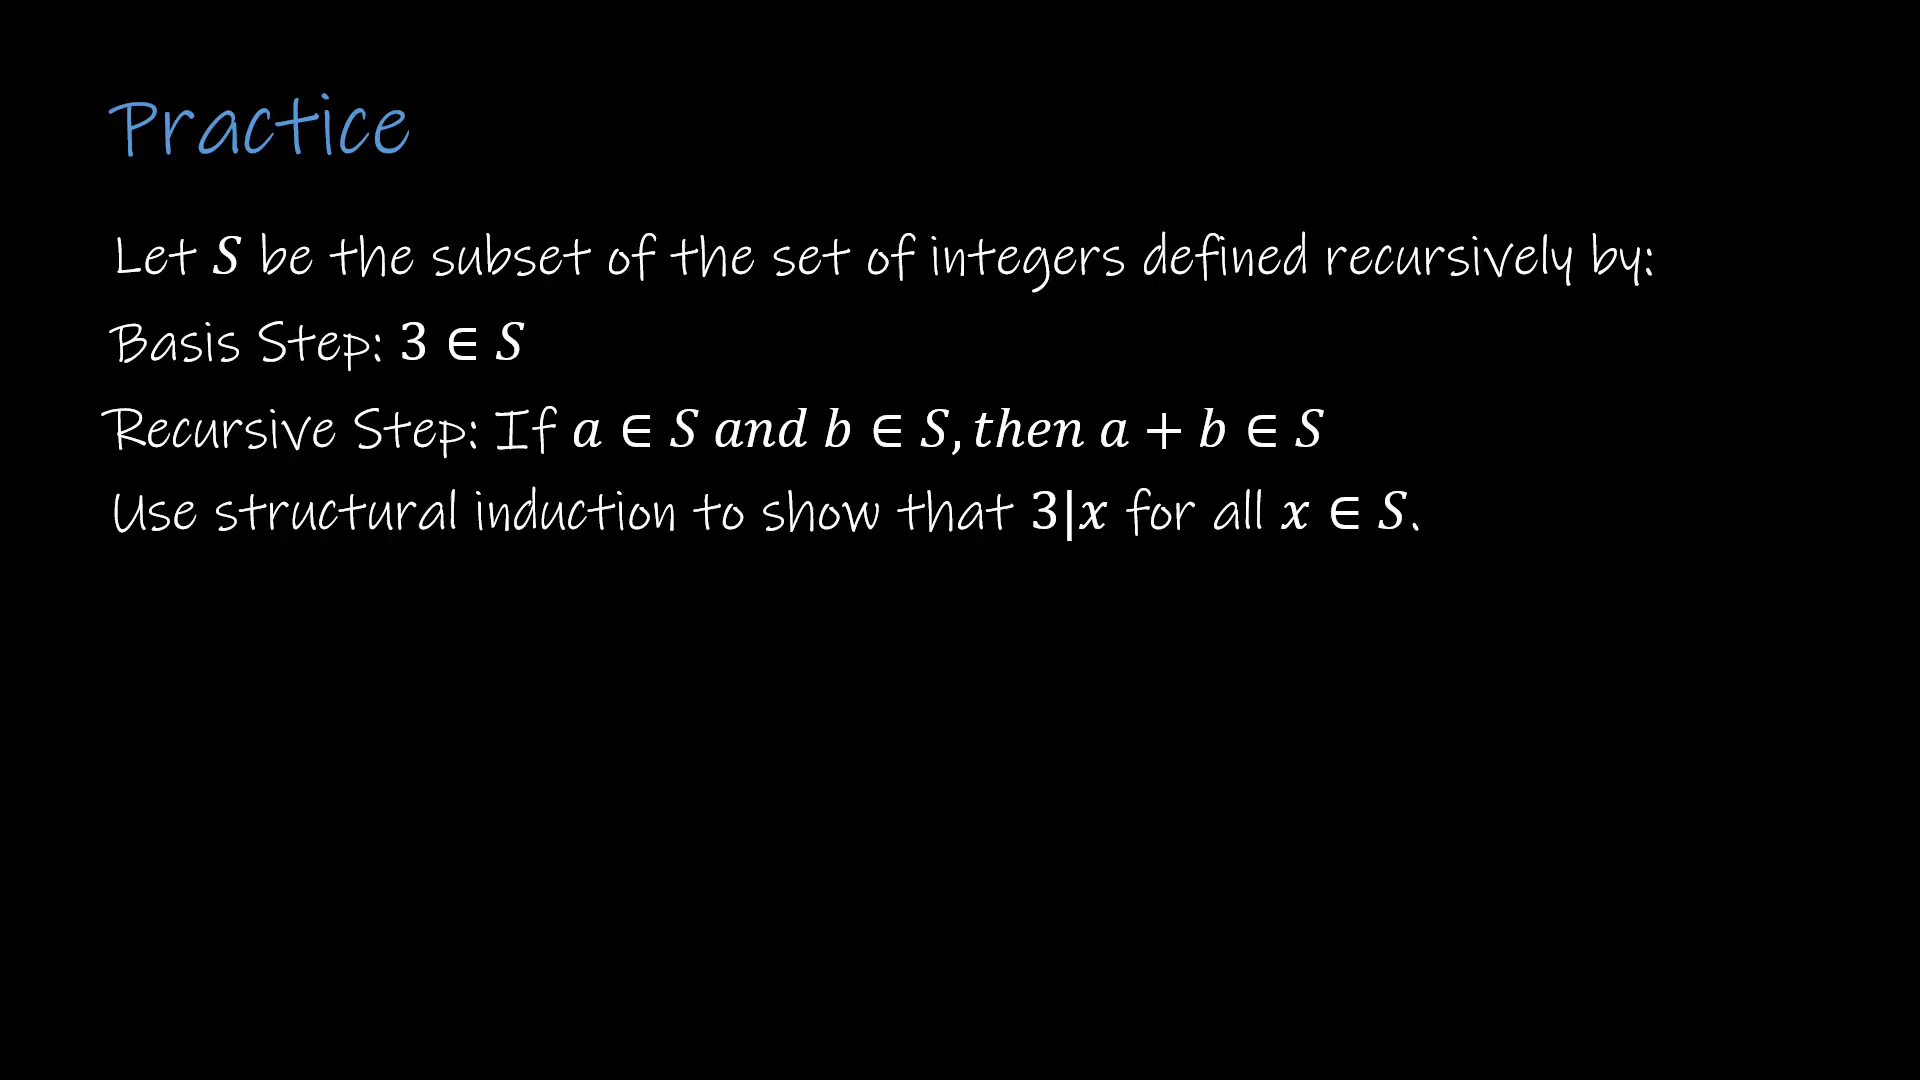 Practice
Let S be the subset of the set of integers defined recursively by:
Basis Step: 3 ∈ S
Recursive Step: If a ∈ S and b ∈ S, then a + b ∈ S
Use structural induction to show that 3|x for all x ∈ S.